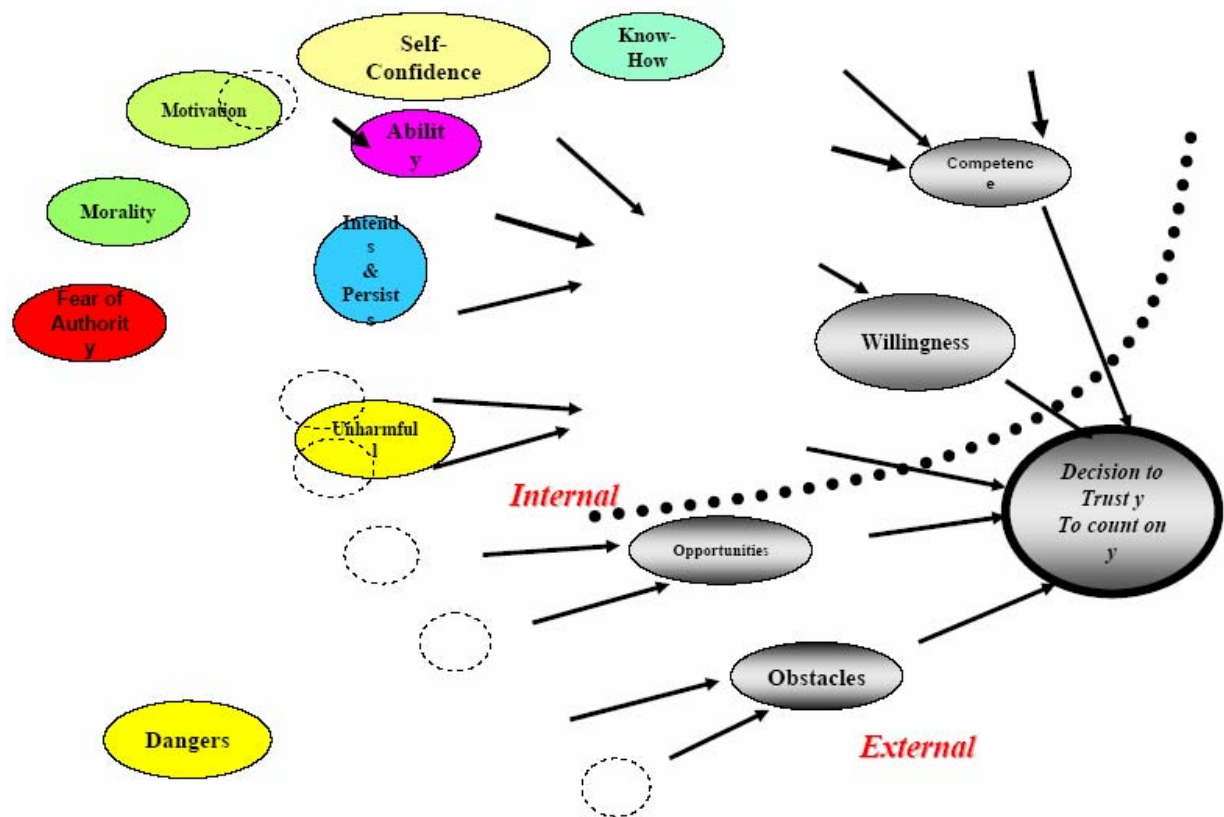 Self-
Confidence
Know-
How
Motivation
Abilit
y
Competenc
e
Morality
Intend
s
&
Persist
s
Fear of
Authorit
y
Willingness
Unharmful
l
Internal
Decision to
Trust y
To count on
y
Opportunities
Obstacles
Dangers
External